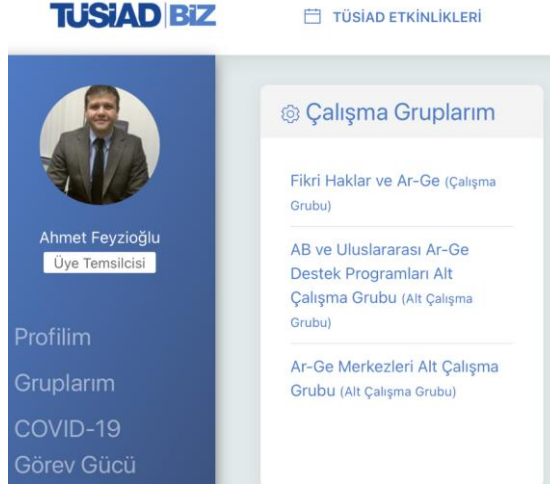 TÜSİAD BİZ
TÜSİAD ETKİNLİKLERİ
Ahmet Feyzioğlu
Üye Temsilcisi
Profilim
Gruplarım
COVID-19
Görev Gücü
Çalışma Gruplarım
Fikri Haklar ve Ar-Ge (Çalışma
Grubu)
AB ve Uluslararası Ar-Ge
Destek Programları Alt
Çalışma Grubu (Alt Çalışma
Grubu)
Ar-Ge Merkezleri Alt Çalışma
Grubu (Alt Çalışma Grubu)